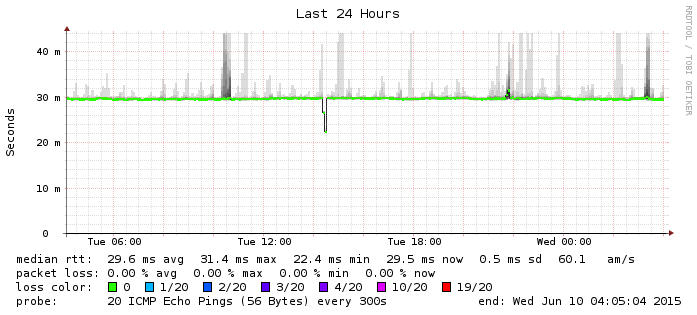 Last 24 Hours
RRDTOOL / TOBI OETIKER
Seconds
40 m
30 m
20 m
10 m
0
Tue 06:00 Tue 12:00 Tue 18:00 Wed 00:00
median rtt: 29.6 ms avg 31.4 ms max 22.4 ms min 29.5 ms now 0.5 ms sd 60.1 am/s
packet loss: 0.00 % avg 0.00 % max 0.00 % min 0.00 % now
loss color: 0 1/20 2/20 3/20 4/20 10/20 19/20
probe: 20 ICMP Echo Pings (56 Bytes) every 300s end: Wed Jun 10 04:05:04 2015